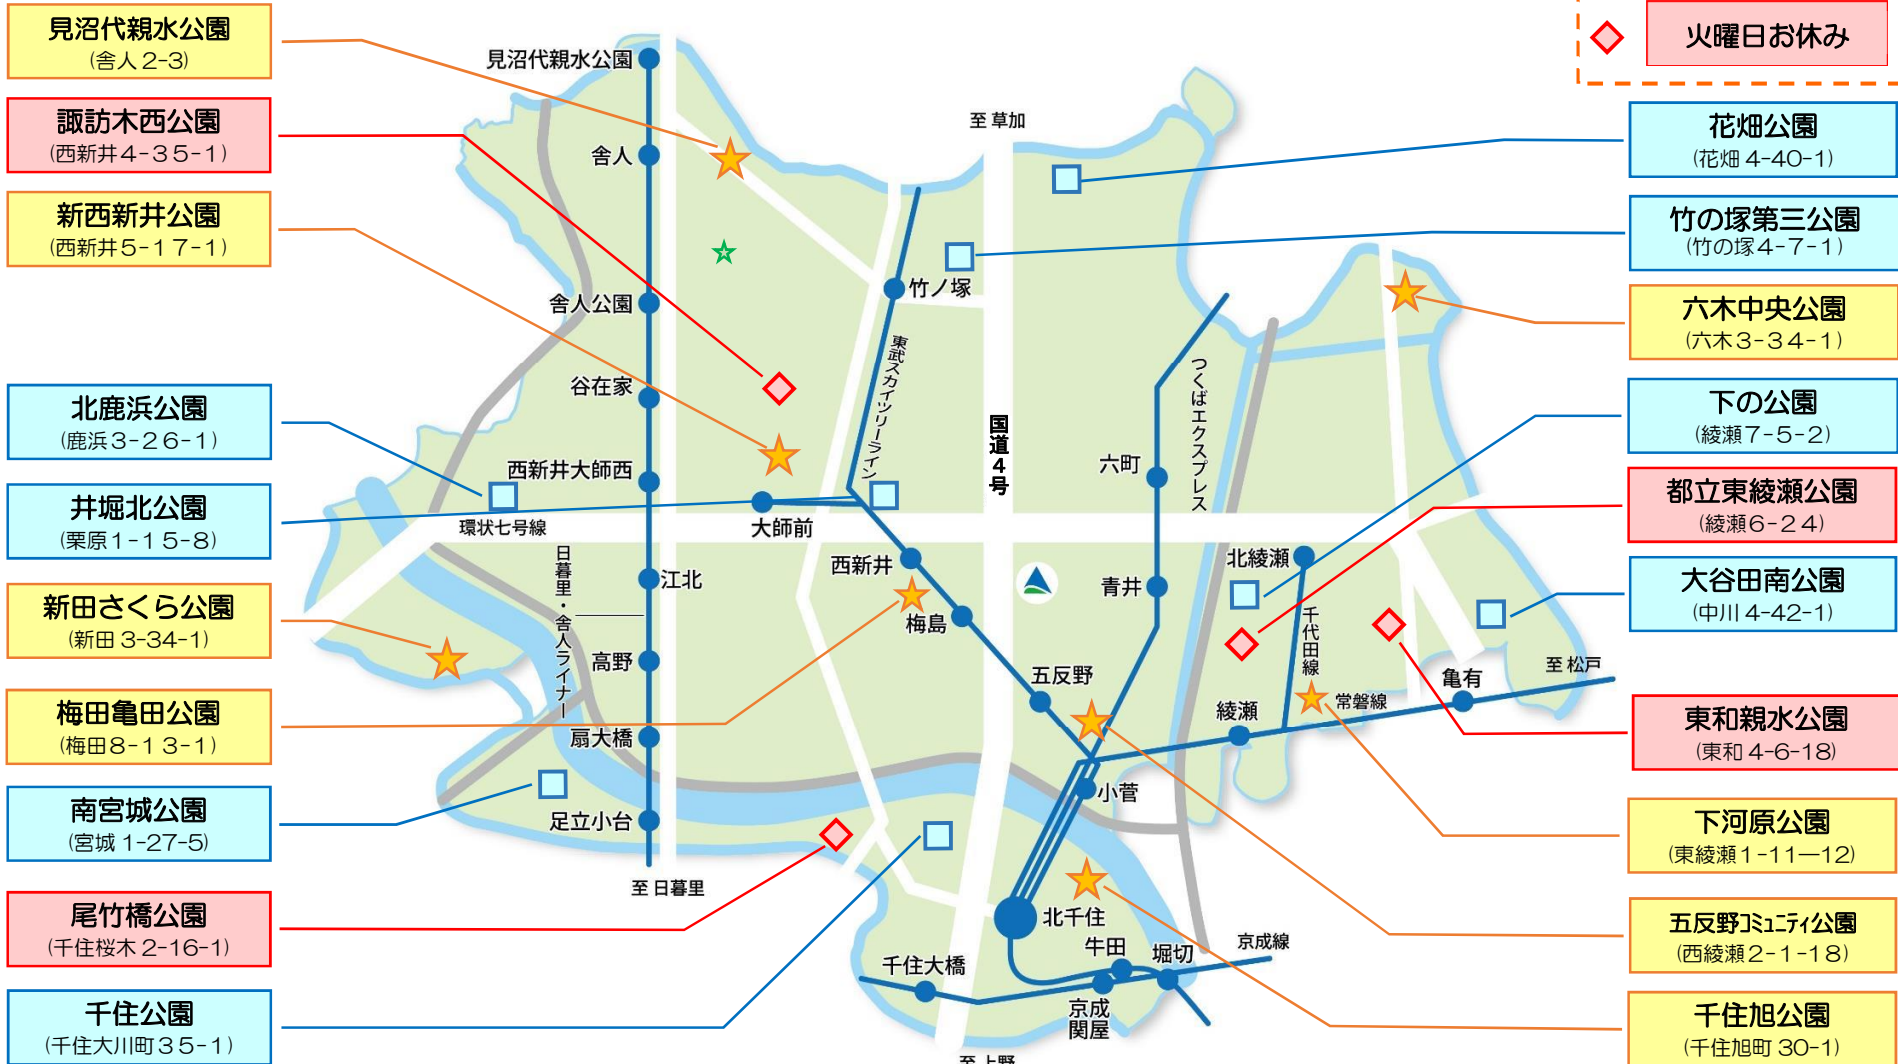 見沼代親水公園
(舎人2-3)
諏訪木西公園
(西新井4-35-1)
新西新井公園
(西新井5-17-1)
北鹿浜公園
(鹿浜3-26-1)
井堀北公園
(栗原1-15-8)
新田さくら公園
(新田3-34-1)
梅田亀田公園
(梅田8-13-1)
南宮城公園
(宮城1-27-5)
尾竹橋公園
(千住桜木2-16-1)
千住公園
(千住大川町35-1)
見沼代親水公園
舎人
舎人公園
谷在家
西新井大師西
環状七号線
江北
日暮里・舎人ライナー
高野
扇大橋
足立小台
至 日暮里
至 草加
竹ノ塚
東武スカイツリーライン
国道4号
大師前
西新井
梅島
五反野
小菅
北千住
牛田
堀切
京成線
千住大橋
京成
関屋
至 上野
つくばエクスプレス
六町
青井
北綾瀬
千代田線
綾瀬
常磐線
亀有
至 松戸
火曜日お休み
花畑公園
(花畑4-40-1)
竹の塚第三公園
(竹の塚4-7-1)
六木中央公園
(六木3-34-1)
下の公園
(綾瀬7-5-2)
都立東綾瀬公園
(綾瀬6-24)
大谷田南公園
(中川4-42-1)
東和親水公園
(東和4-6-18)
下河原公園
(東綾瀬1-11―12)
五反野コミュニティ公園
(西綾瀬2-1-18)
千住旭公園
(千住旭町30-1)